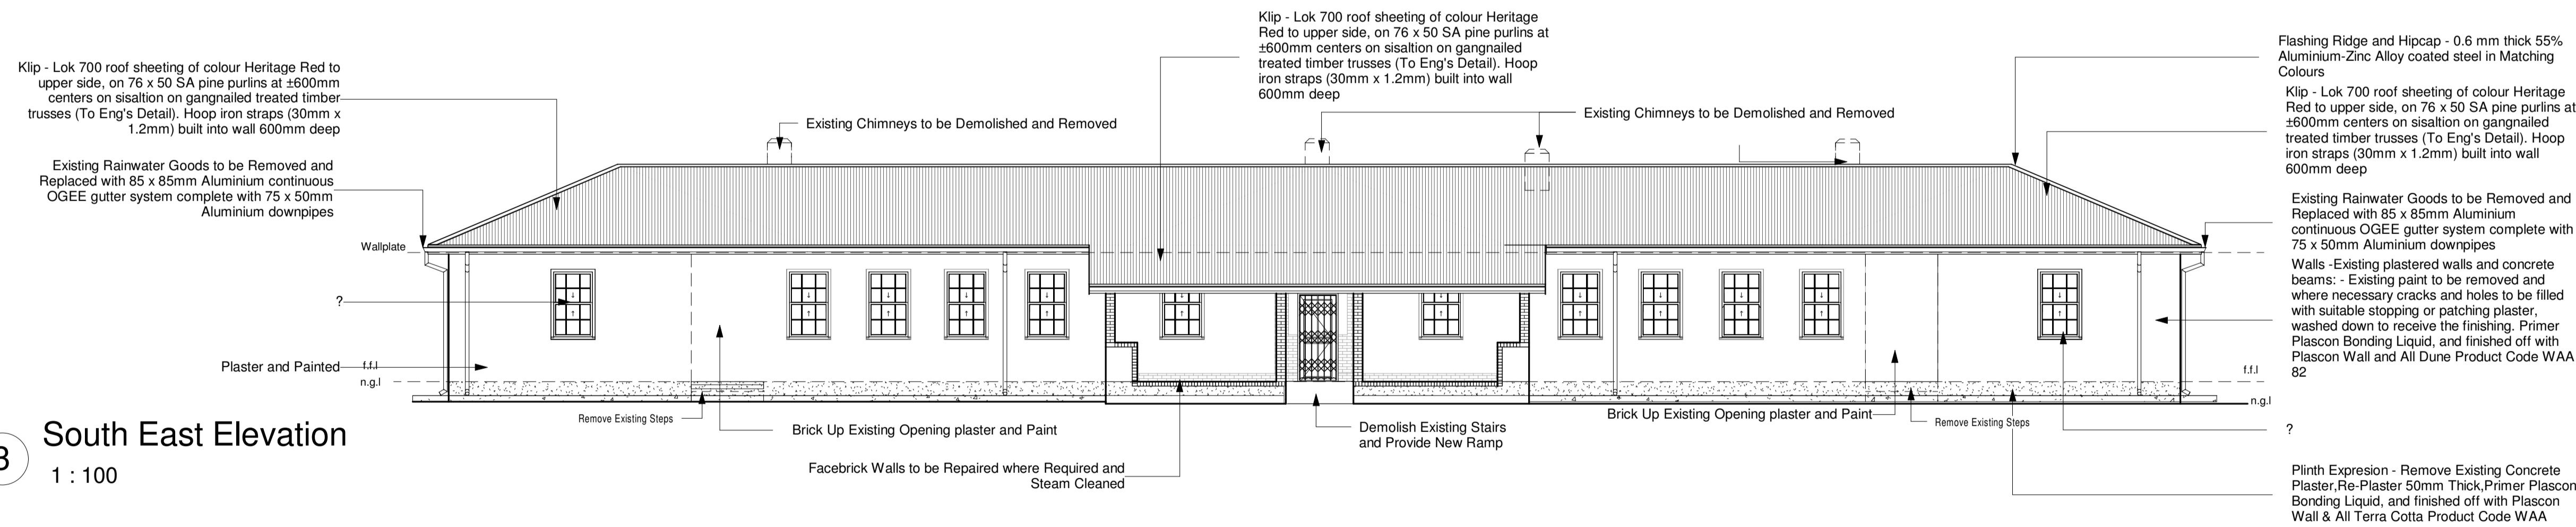 Klip - Lok 700 roof sheeting of colour Heritage Red to
upper side, on 76 x 50 SA pine purlins at ±600mm
centers on sisaltion on gangnailed treated timber
trusses (To Eng's Detail). Hoop iron straps (30mm x
1.2mm) built into wall 600mm deep
Existing Rainwater Goods to be Removed and
Replaced with 85 x 85mm Aluminium continuous
OGEE gutter system complete with 75 x 50mm
Aluminium downpipes
Wallplate
?
Plaster and Painted
f.f.l
n.g.l
Existing Chimneys to be Demolished and Removed
Klip - Lok 700 roof sheeting of colour Heritage
Red to upper side, on 76 x 50 SA pine purlins at
±600mm centers on sisaltion on gangnailed
treated timber trusses (To Eng's Detail). Hoop
iron straps (30mm x 1.2mm) built into wall
600mm deep
Existing Chimneys to be Demolished and Removed
Flashing Ridge and Hipcap - 0.6 mm thick 55%
Aluminium-Zinc Alloy coated steel in Matching
Colours
Klip - Lok 700 roof sheeting of colour Heritage
Red to upper side, on 76 x 50 SA pine purlins at
±600mm centers on sisaltion on gangnailed
treated timber trusses (To Eng's Detail). Hoop
iron straps (30mm x 1.2mm) built into wall
600mm deep
Existing Rainwater Goods to be Removed and
Replaced with 85 x 85mm Aluminium
continuous OGEE gutter system complete with
75 x 50mm Aluminium downpipes
Walls -Existing plastered walls and concrete
beams: - Existing paint to be removed and
where necessary cracks and holes to be filled
with suitable stopping or patching plaster,
washed down to receive the finishing. Primer
Plascon Bonding Liquid, and finished off with
Plascon Wall and All Dune Product Code WAA
82
f.f.l
n.g.l
?
Plinth Expresion - Remove Existing Concrete
Plaster,Re-Plaster 50mm Thick,Primer Plascon
Bonding Liquid, and finished off with Plascon
Wall & All Terra Cotta Product Code WAA
Remove Existing Steps
Brick Up Existing Opening plaster and Paint
Facebrick Walls to be Repaired where Required and
Steam Cleaned
Demolish Existing Stairs
and Provide New Ramp
Brick Up Existing Opening plaster and Paint
Remove Existing Steps
3
South East Elevation
1 : 100